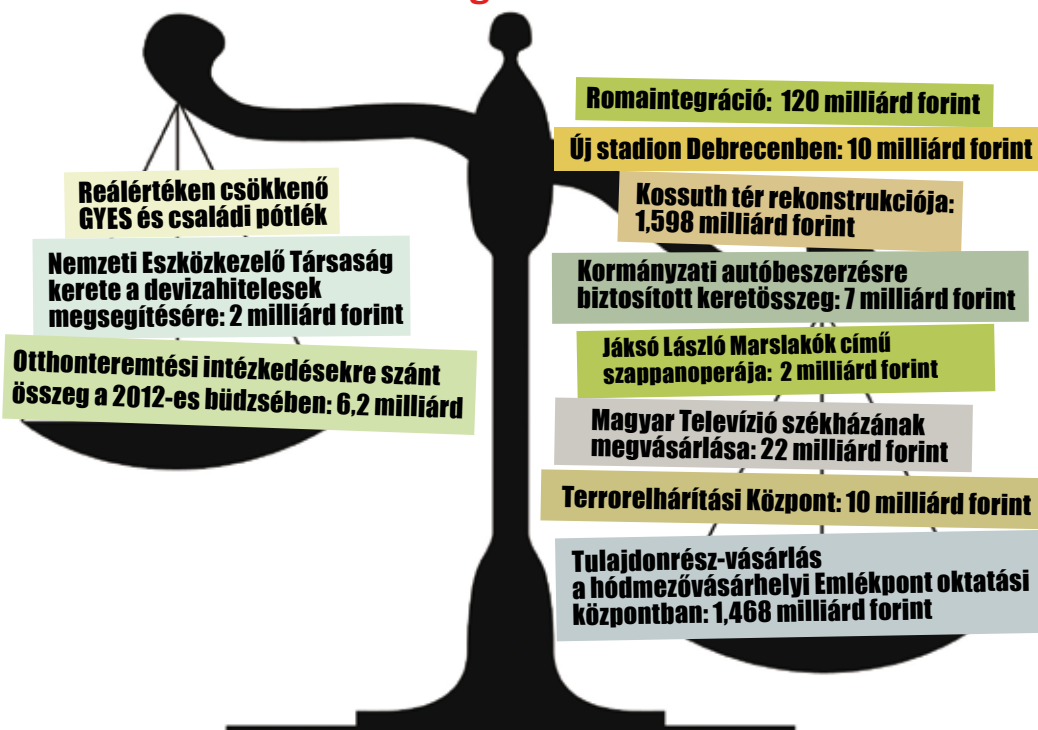 Reálértéken csökkenő
GYES és családi pótlék
Nemzeti Eszközkezelő Társaság
kerete a devizahitelesek
megsegítésére: 2 milliárd forint
Otthonteremtési intézkedésekre szánt
összeg a 2012-es büdzsében: 6,2 milliárd
Romaintegráció: 120 milliárd forint
Új stadion Debrecenben: 10 milliárd forint
Kossuth tér rekonstrukciója:
1,598 milliárd forint
Kormányzati autóbeszerzésre
biztosított keretösszeg: 7 milliárd forint
Jáksó László Marslakók című
szappanoperája: 2 milliárd forint
Magyar Televízió székházának
megvásárlása: 22 milliárd forint
Terrorelhárítási Központ: 10 milliárd forint
Tulajdonrész-vásárlás
a hódmezővásárhelyi Emlékpont oktatási
központban: 1,468 milliárd forint